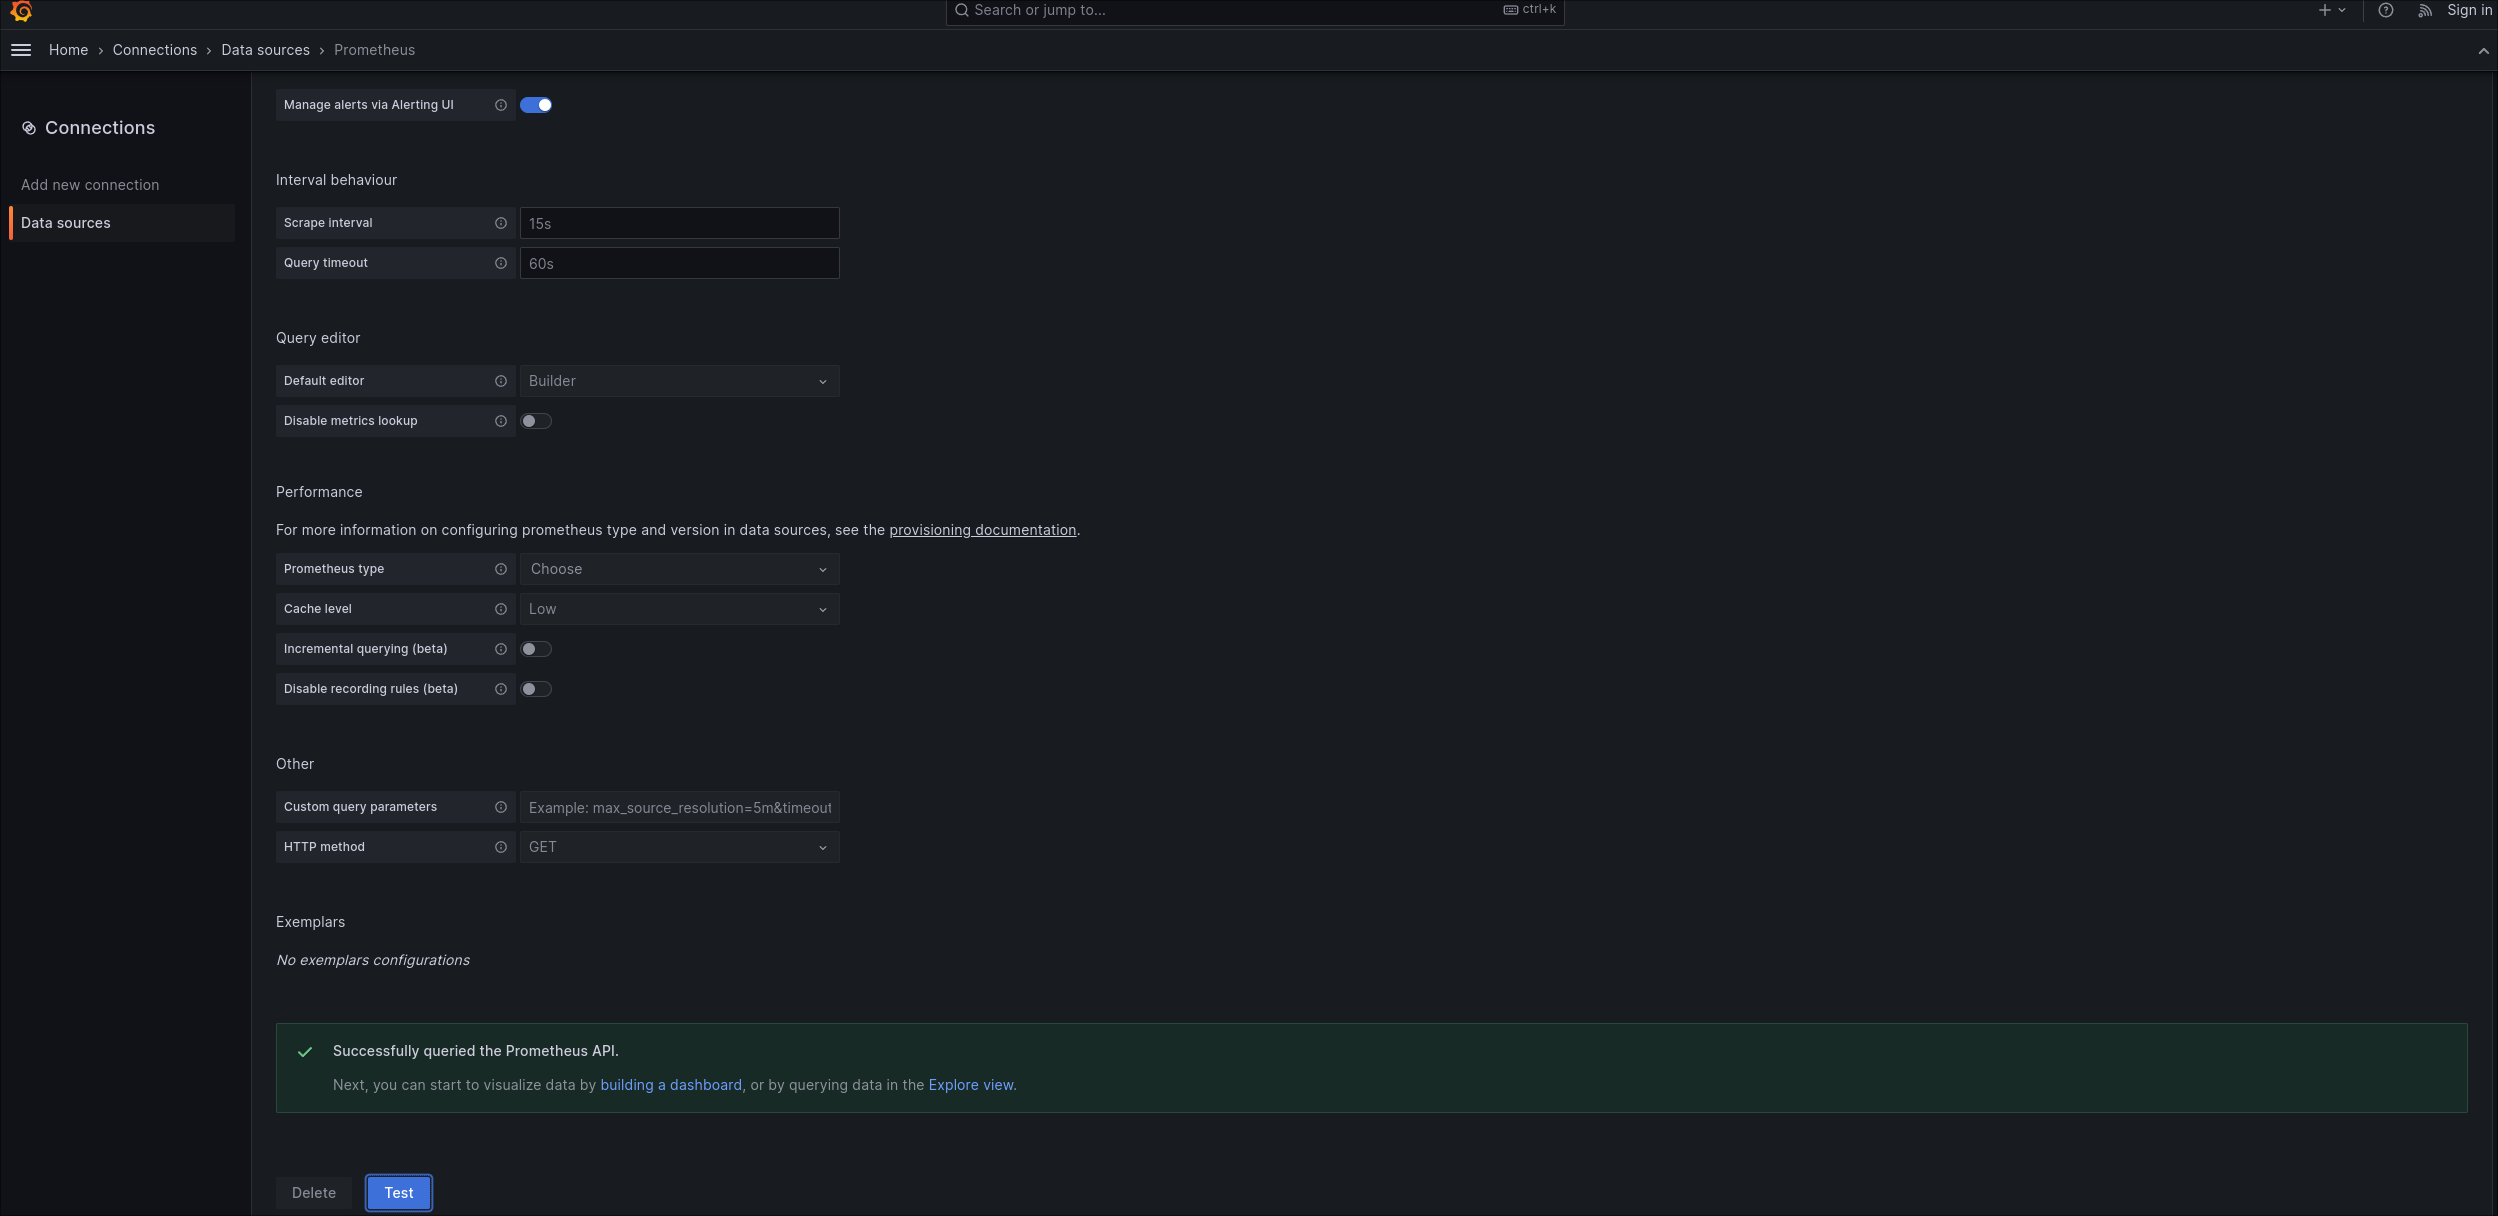 Search or jump to... ctrl+k Sign in
Home › Connections › Data sources › Prometheus
Connections
Add new connection
Data sources
Manage alerts via Alerting UI
Interval behaviour
Scrape interval 15s
Query timeout 60s
Query editor
Default editor Builder
Disable metrics lookup
Performance
For more information on configuring prometheus type and version in data sources, see the provisioning documentation.
Prometheus type Choose
Cache level Low
Incremental querying (beta)
Disable recording rules (beta)
Other
Custom query parameters Example: max_source_resolution=5m&timeout
HTTP method GET
Exemplars
No exemplars configurations
Successfully queried the Prometheus API.
Next, you can start to visualize data by building a dashboard, or by querying data in the Explore view.
Delete Test